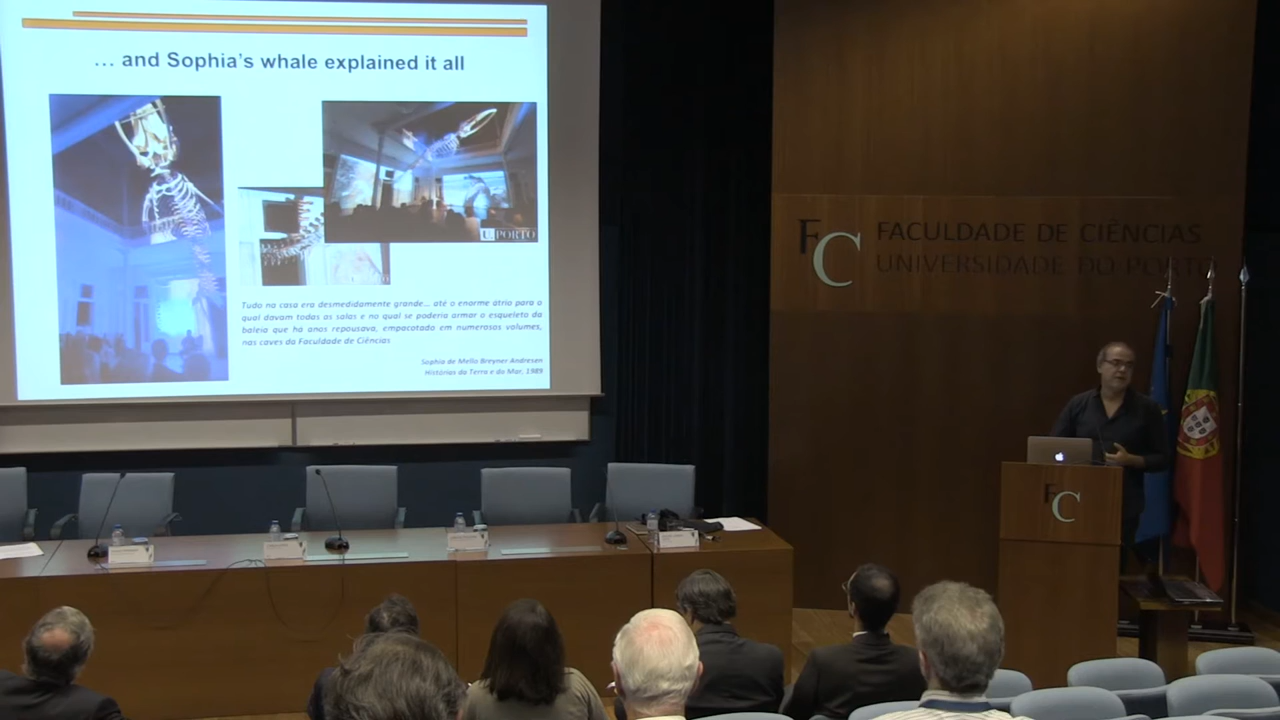 ... and Sophia's whale explained it all
U. PORTO
Tudo na casa era desmedidamente grande... até o enorme átrio para o
qual davam todas as salas e no qual se poderia armar o esqueleto da
baleia que há anos repousava, empacotado em numerosos volumes,
nas caves da Faculdade de Ciências
Sophia de Mello Breyner Andresen
Histórias da Terra e do Mar, 1989
FC
FACULDADE DE CIÊNCIAS
UNIVERSIDADE DO PORTO
FC